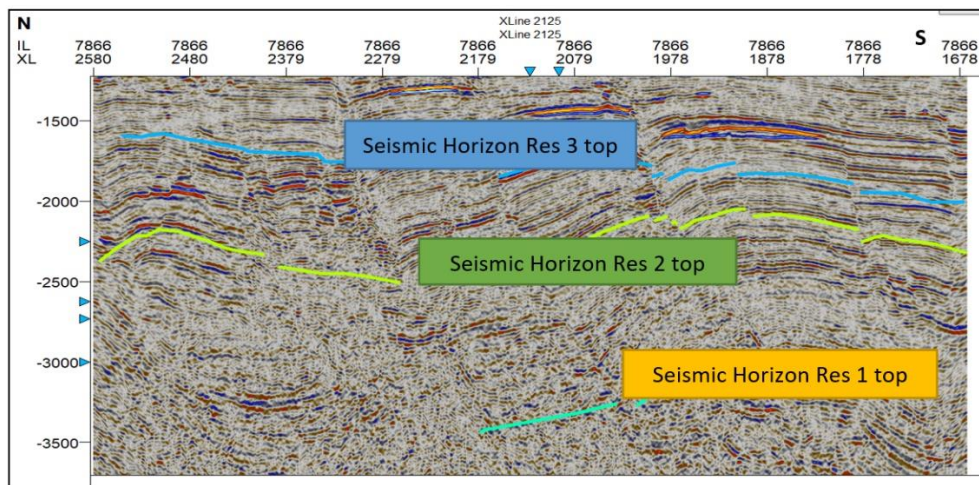 N
XLine 2125
XLine 2125
S
IL 7866 7866 7866 7866 7866 7866 7866 7866 7866 7866
XL 2580 2480 2379 2279 2179 2079 1978 1878 1778 1678
-1500
Seismic Horizon Res 3 top
-2000
Seismic Horizon Res 2 top
-2500
-3000
Seismic Horizon Res 1 top
-3500